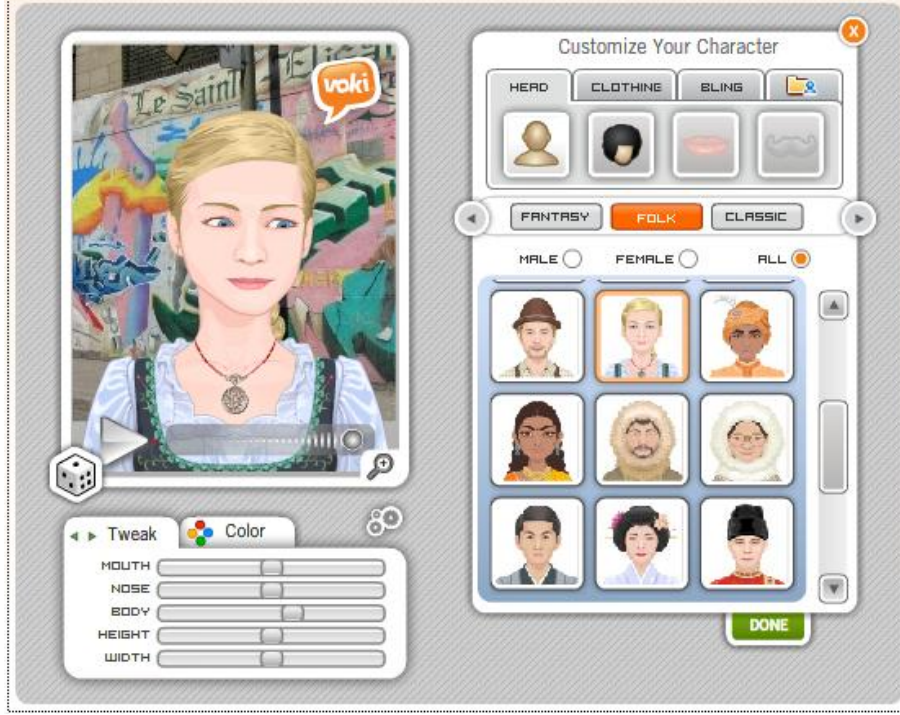 Le Saint
voki
Customize Your Character
X
HEAD
CLOTHING
BLING
FANTASY
FOLK
CLASSIC
MALE
FEMALE
ALL
Tweak
Color
MOUTH
NOSE
BODY
HEIGHT
WIDTH
DONE